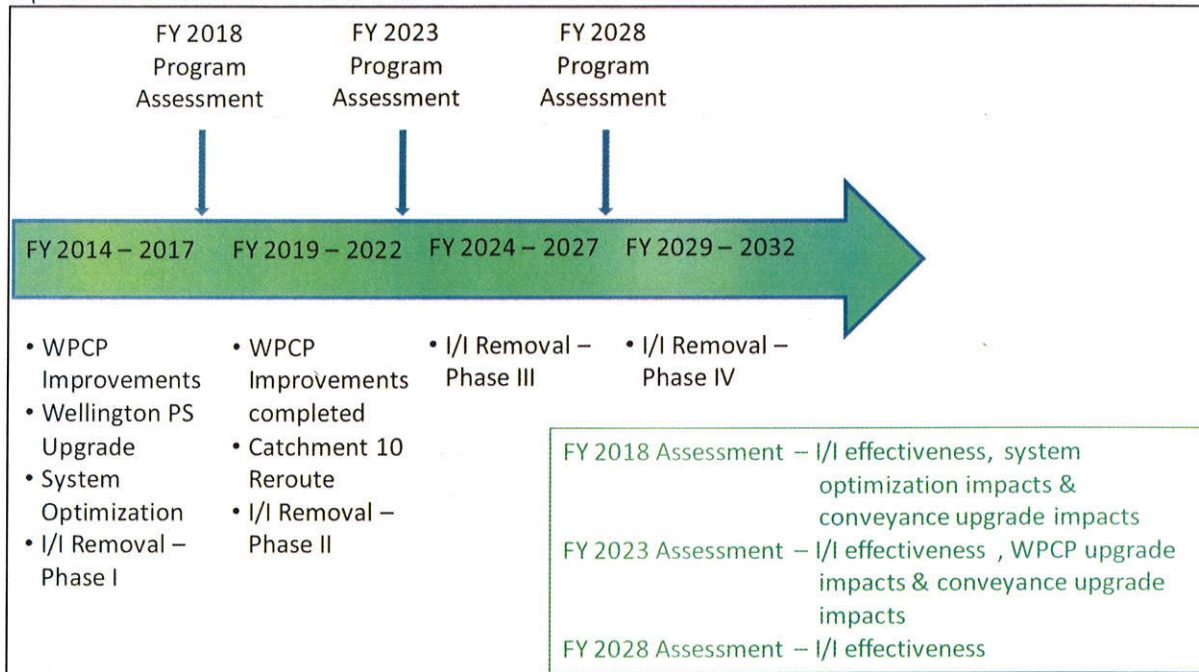 FY 2018
Program
Assessment
FY 2023
Program
Assessment
FY 2028
Program
Assessment
FY 2014 – 2017
FY 2019 – 2022
FY 2024 – 2027
FY 2029 – 2032
• WPCP
Improvements
• Wellington PS
Upgrade
• System
Optimization
• I/I Removal –
Phase I
• WPCP
Improvements
completed
• Catchment 10
Reroute
• I/I Removal –
Phase II
• I/I Removal –
Phase III
• I/I Removal –
Phase IV
FY 2018 Assessment – I/I effectiveness, system
optimization impacts &
conveyance upgrade impacts
FY 2023 Assessment – I/I effectiveness , WPCP upgrade
impacts & conveyance upgrade
impacts
FY 2028 Assessment – I/I effectiveness